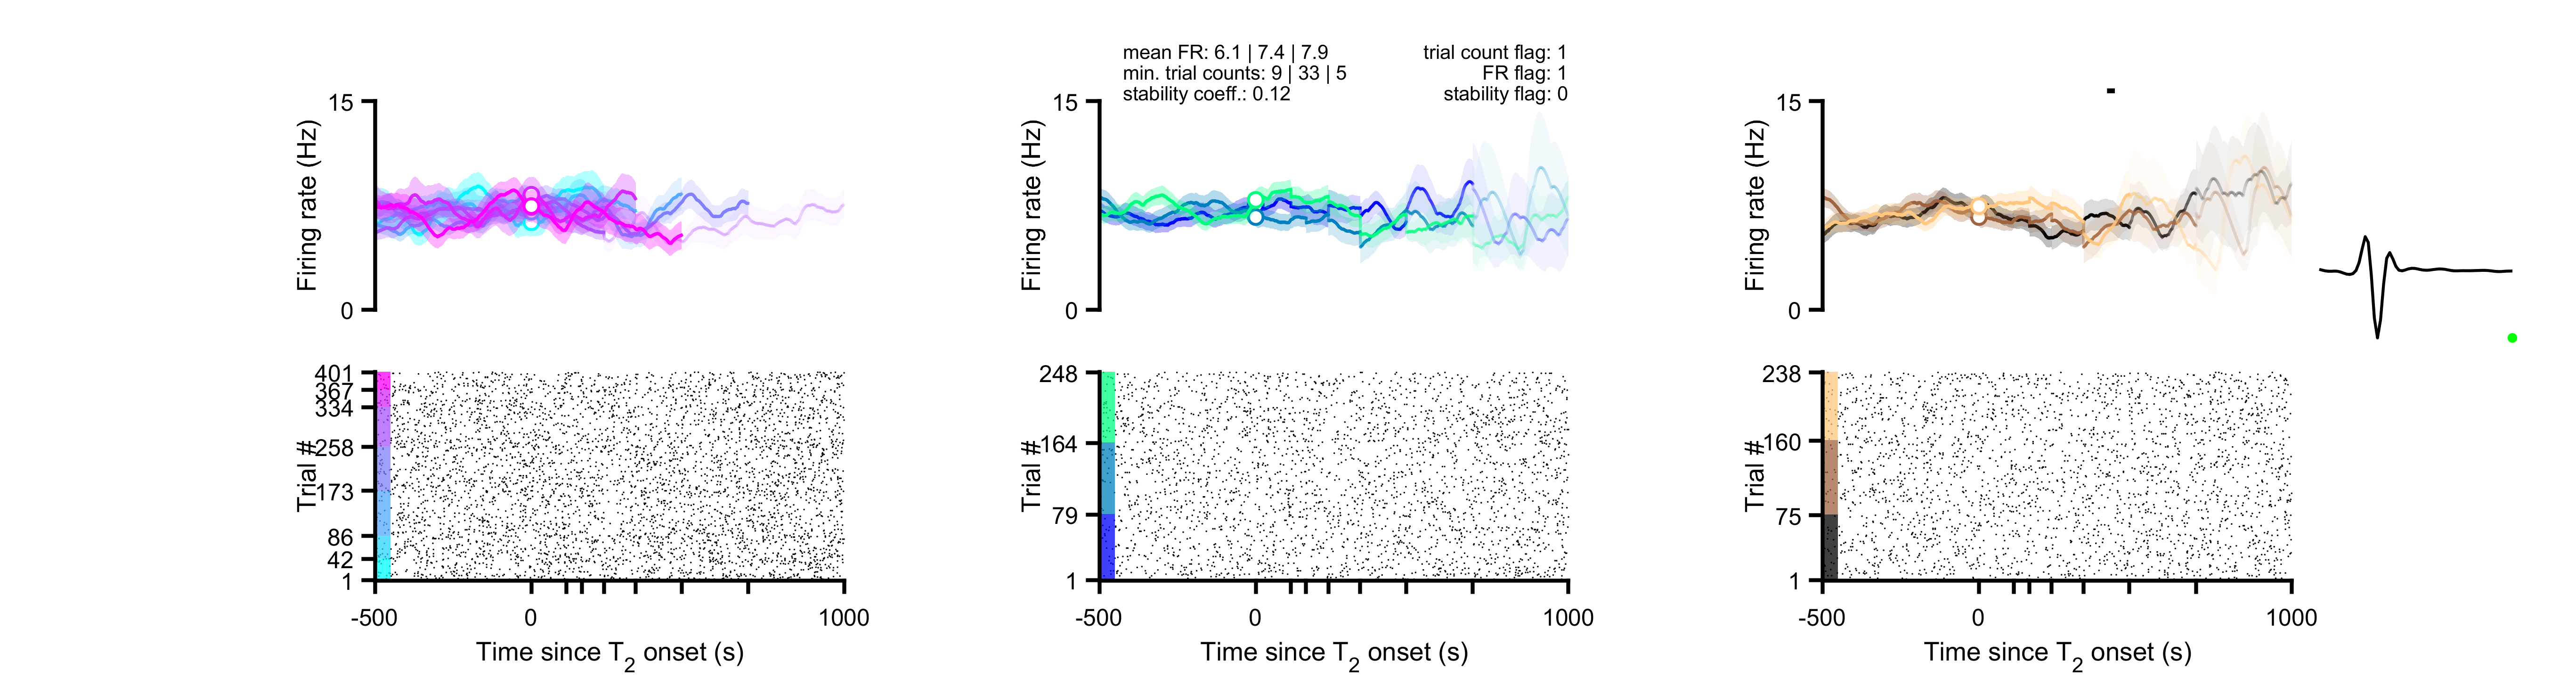 mean FR: 6.1 | 7.4 | 7.9
min. trial counts: 9 | 33 | 5
stability coeff.: 0.12
trial count flag: 1
FR flag: 1
stability flag: 0
15
Firing rate (Hz)
0
401
367
334
258
173
86
42
1
Trial #
-500
0
1000
Time since T2 onset (s)
15
Firing rate (Hz)
0
248
164
79
1
Trial #
-500
0
1000
Time since T2 onset (s)
15
Firing rate (Hz)
0
238
160
75
1
Trial #
-500
0
1000
Time since T2 onset (s)